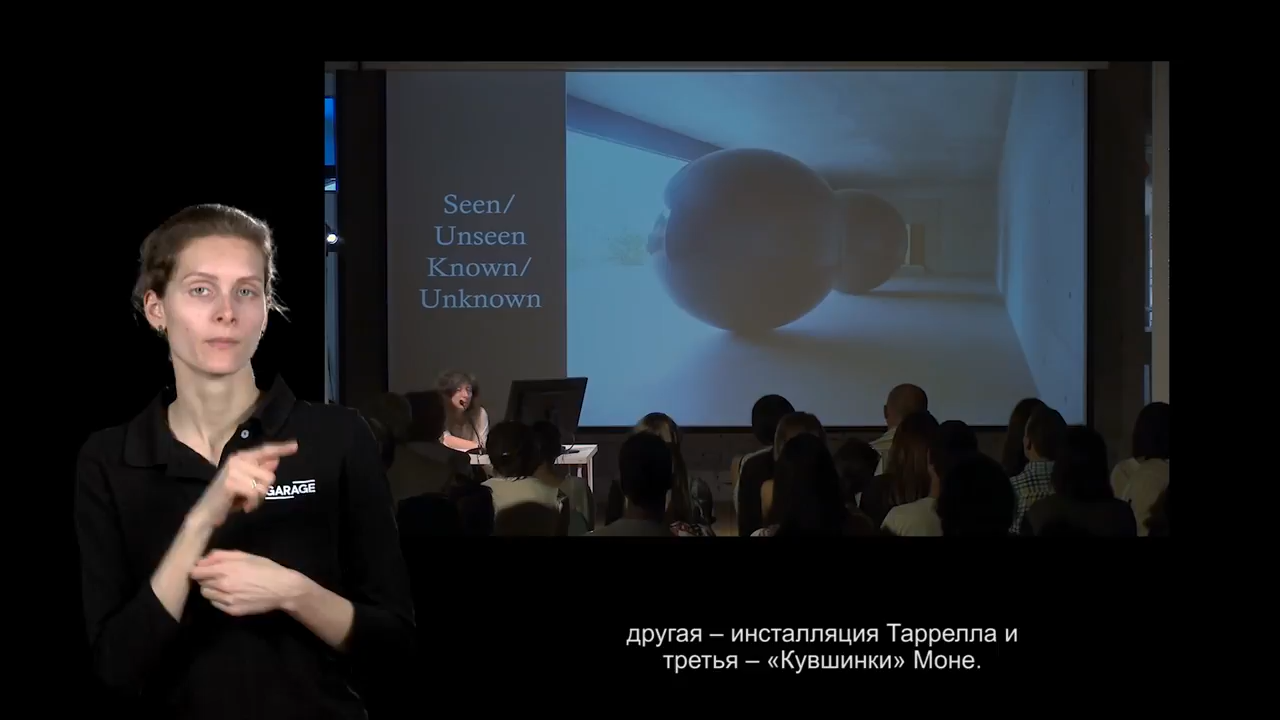 Seen/
Unseen
Known/
Unknown
GARAGE
другая – инсталляция Таррелла и
третья – «Кувшинки» Моне.